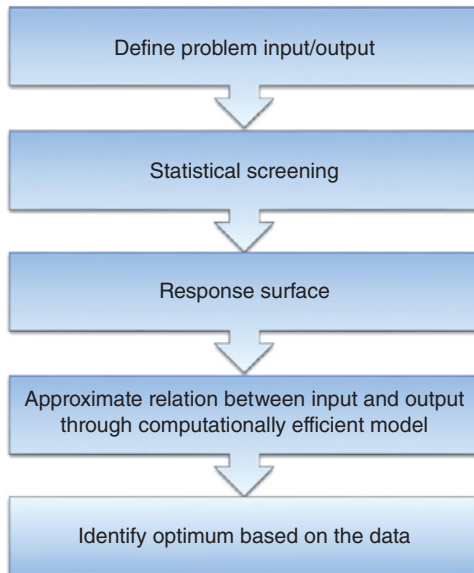 Define problem input/output
Statistical screening
Response surface
Approximate relation between input and output
through computationally efficient model
Identify optimum based on the data